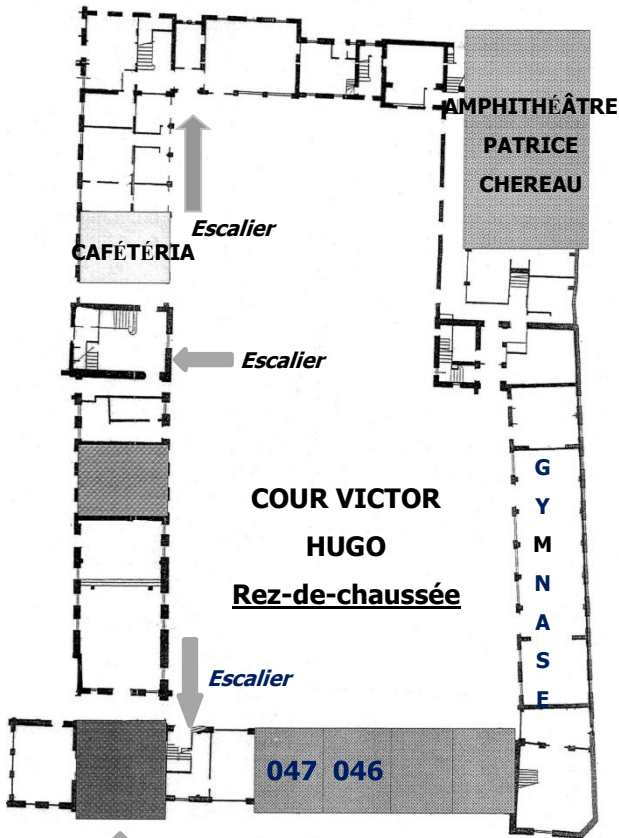 AMPHITHÉÂTRE
PATRICE
CHEREAU
Escalier
CAFÉTÉRIA
Escalier
COUR VICTOR
HUGO
Rez-de-chaussée
G
Y
M
N
A
S
E
Escalier
047 046